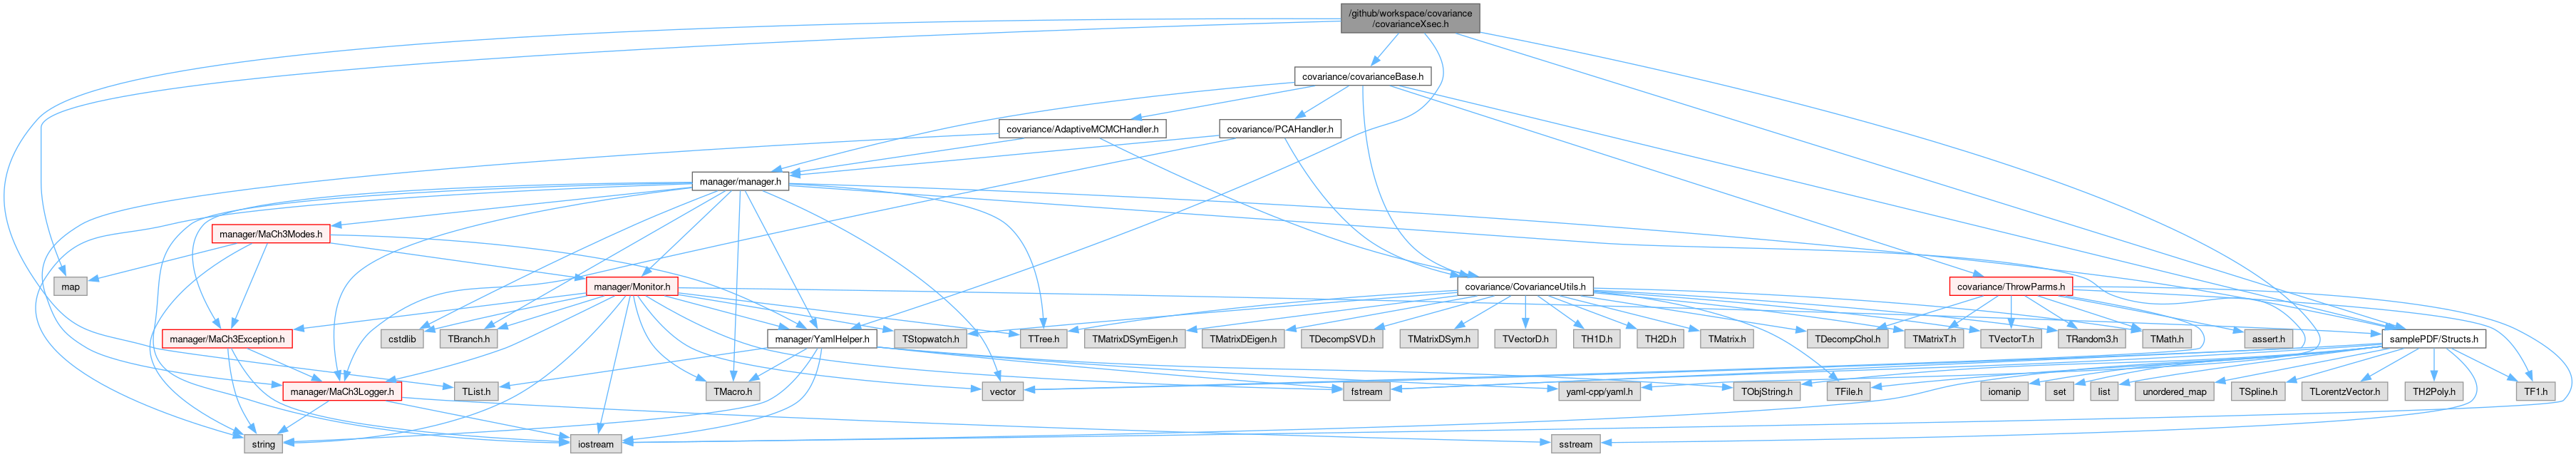 /github/workspace/covariance
/covarianceXsec.h
covariance/covarianceBase.h
covariance/AdaptiveMCMCHandler.h
covariance/PCAHandler.h
manager/manager.h
manager/MaCh3Modes.h
map
manager/Monitor.h
covariance/CovarianceUtils.h
covariance/ThrowParms.h
manager/MaCh3Exception.h
cstdlib
TBranch.h
manager/YamlHelper.h
TStopwatch.h
TTree.h
TMatrixDSymEigen.h
TMatrixDEigen.h
TDecompSVD.h
TMatrixDSym.h
TVectorD.h
TH1D.h
TH2D.h
TMatrix.h
TDecompChol.h
TMatrixT.h
TVectorT.h
TRandom3.h
TMath.h
assert.h
samplePDF/Structs.h
manager/MaCh3Logger.h
TList.h
TMacro.h
vector
fstream
yaml-cpp/yaml.h
TObjString.h
TFile.h
iomanip
set
list
unordered_map
TSpline.h
TLorentzVector.h
TH2Poly.h
TF1.h
string
iostream
sstream